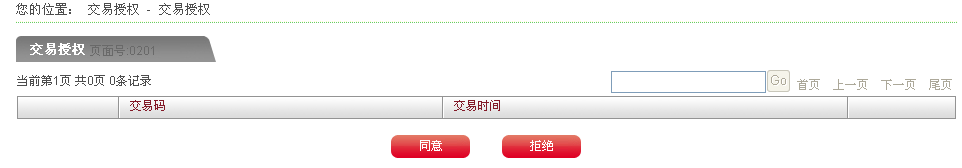 您的位置： 交易授权 - 交易授权
交易授权 页面号:0201
当前第1页 共0页 0条记录 Go 首页 上一页 下一页 尾页
交易码 交易时间
同意 拒绝